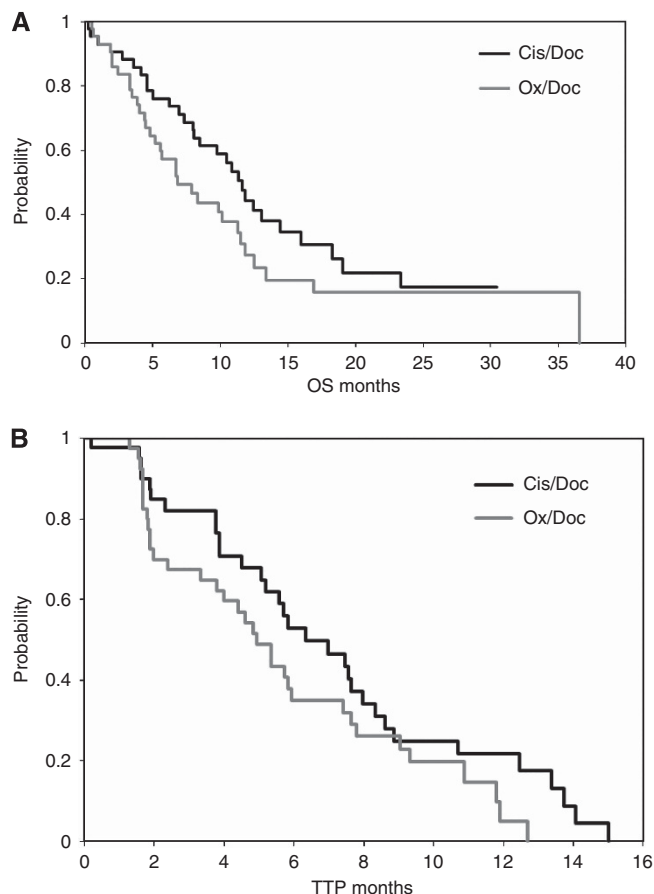 A
1
0.8
0.6
0.4
0.2
0
Probability
Cis/Doc
Ox/Doc
0 5 10 15 20 25 30 35 40
OS months
B
1
0.8
0.6
0.4
0.2
0
Probability
Cis/Doc
Ox/Doc
0 2 4 6 8 10 12 14 16
TTP months